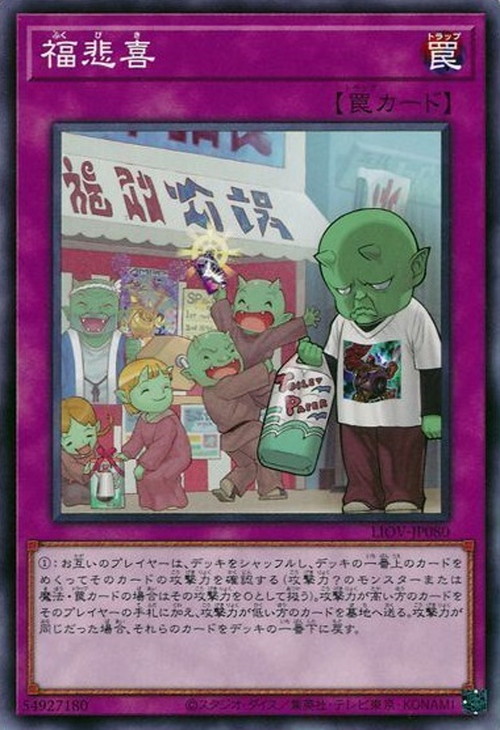 福悲喜
罠
【罠カード】
SP
TOILET
PAPER
LIOV-JP080
①：お互いのプレイヤーは、デッキをシャッフルし、デッキの一番上のカードを
めくってそのカードの攻撃力を確認する（攻撃力？のモンスターまたは
魔法・罠カードの場合はその攻撃力を０として扱う）。攻撃力が高い方のカードを
そのプレイヤーの手札に加え、攻撃力が低い方のカードを墓地へ送る。攻撃力が
同じだった場合、それらのカードをデッキの一番下に戻す。
54927180
©スタジオ・ダイス／集英社・テレビ東京・KONAMI